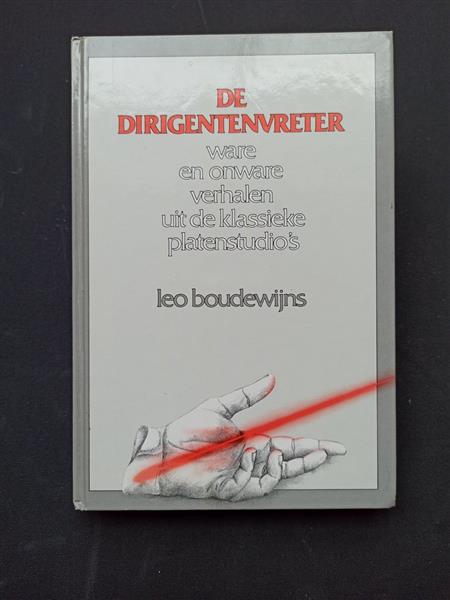 DE
DIRIGENTENVRETER
ware
en onware
verhalen
uit de klassieke
platenstudio's
leo boudewijns